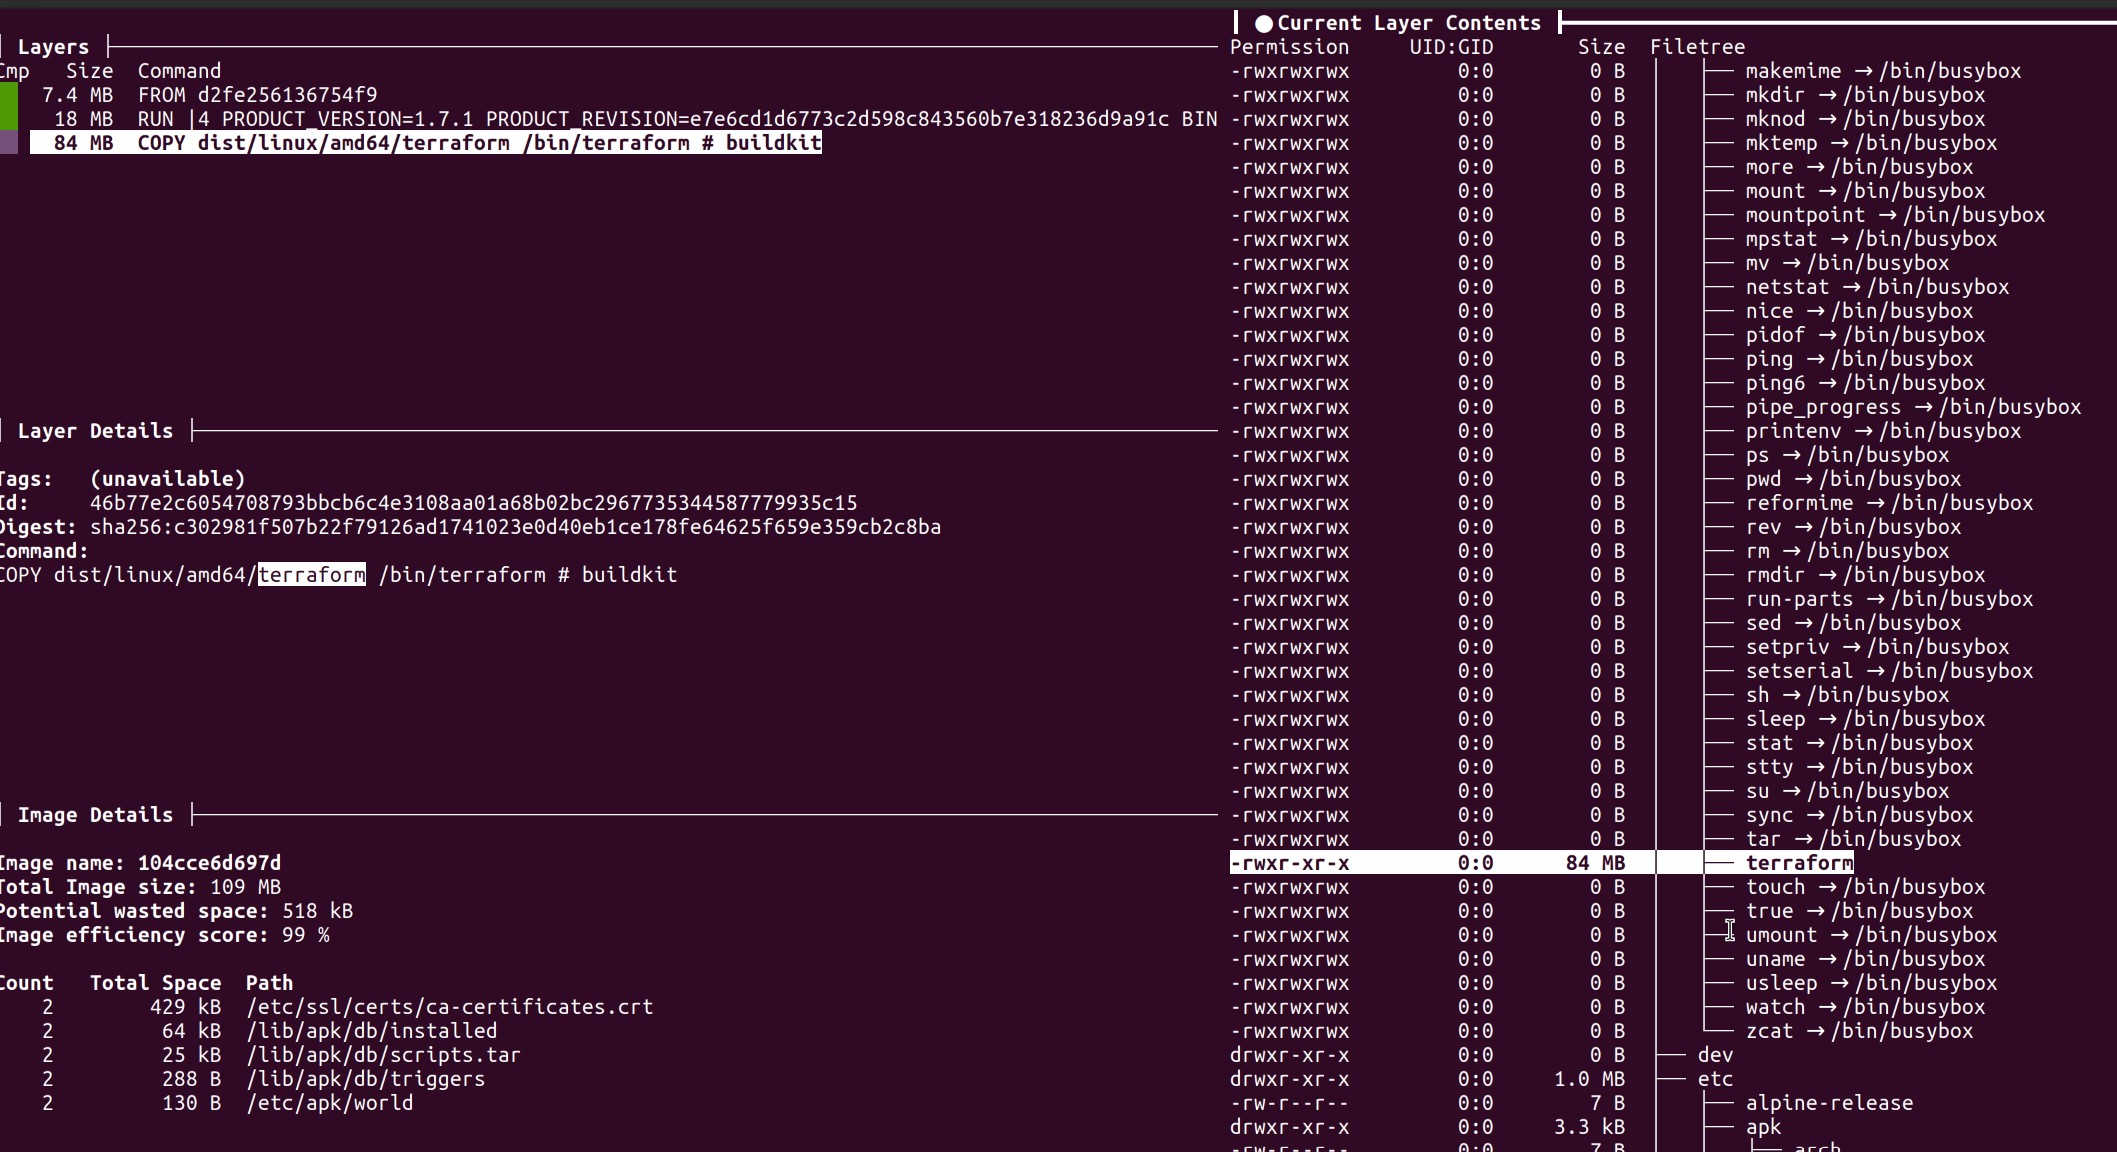 Layers
Cmp   Size  Command
7.4 MB  FROM d2fe256136754f9
18 MB  RUN |4 PRODUCT_VERSION=1.7.1 PRODUCT_REVISION=e7e6cd1d6773c2d598c843560b7e318236d9a91c BIN
84 MB  COPY dist/linux/amd64/terraform /bin/terraform # buildkit
Layer Details
Tags:   (unavailable)
Id:     46b77e2c6054708793bbcb6c4e3108aa01a68b02bc2967735344587779935c15
Digest: sha256:c302981f507b22f79126ad1741023e0d40eb1ce178fe64625f659e359cb2c8ba
Command:
COPY dist/linux/amd64/terraform /bin/terraform # buildkit
Image Details
Image name: 104cce6d697d
Total Image size: 109 MB
Potential wasted space: 518 kB
Image efficiency score: 99 %
Count   Total Space  Path
2         429 kB  /etc/ssl/certs/ca-certificates.crt
2          64 kB  /lib/apk/db/installed
2          25 kB  /lib/apk/db/scripts.tar
2          288 B  /lib/apk/db/triggers
2          130 B  /etc/apk/world
●Current Layer Contents
Permission     UID:GID       Size  Filetree
-rwxrwxrwx         0:0        0 B  ├── makemime → /bin/busybox
-rwxrwxrwx         0:0        0 B  ├── mkdir → /bin/busybox
-rwxrwxrwx         0:0        0 B  ├── mknod → /bin/busybox
-rwxrwxrwx         0:0        0 B  ├── mktemp → /bin/busybox
-rwxrwxrwx         0:0        0 B  ├── more → /bin/busybox
-rwxrwxrwx         0:0        0 B  ├── mount → /bin/busybox
-rwxrwxrwx         0:0        0 B  ├── mountpoint → /bin/busybox
-rwxrwxrwx         0:0        0 B  ├── mpstat → /bin/busybox
-rwxrwxrwx         0:0        0 B  ├── mv → /bin/busybox
-rwxrwxrwx         0:0        0 B  ├── netstat → /bin/busybox
-rwxrwxrwx         0:0        0 B  ├── nice → /bin/busybox
-rwxrwxrwx         0:0        0 B  ├── pidof → /bin/busybox
-rwxrwxrwx         0:0        0 B  ├── ping → /bin/busybox
-rwxrwxrwx         0:0        0 B  ├── ping6 → /bin/busybox
-rwxrwxrwx         0:0        0 B  ├── pipe_progress → /bin/busybox
-rwxrwxrwx         0:0        0 B  ├── printenv → /bin/busybox
-rwxrwxrwx         0:0        0 B  ├── ps → /bin/busybox
-rwxrwxrwx         0:0        0 B  ├── pwd → /bin/busybox
-rwxrwxrwx         0:0        0 B  ├── reformime → /bin/busybox
-rwxrwxrwx         0:0        0 B  ├── rev → /bin/busybox
-rwxrwxrwx         0:0        0 B  ├── rm → /bin/busybox
-rwxrwxrwx         0:0        0 B  ├── rmdir → /bin/busybox
-rwxrwxrwx         0:0        0 B  ├── run-parts → /bin/busybox
-rwxrwxrwx         0:0        0 B  ├── sed → /bin/busybox
-rwxrwxrwx         0:0        0 B  ├── setpriv → /bin/busybox
-rwxrwxrwx         0:0        0 B  ├── setserial → /bin/busybox
-rwxrwxrwx         0:0        0 B  ├── sh → /bin/busybox
-rwxrwxrwx         0:0        0 B  ├── sleep → /bin/busybox
-rwxrwxrwx         0:0        0 B  ├── stat → /bin/busybox
-rwxrwxrwx         0:0        0 B  ├── stty → /bin/busybox
-rwxrwxrwx         0:0        0 B  ├── su → /bin/busybox
-rwxrwxrwx         0:0        0 B  ├── sync → /bin/busybox
-rwxrwxrwx         0:0        0 B  ├── tar → /bin/busybox
-rwxr-xr-x         0:0      84 MB  ├── terraform
-rwxrwxrwx         0:0        0 B  ├── touch → /bin/busybox
-rwxrwxrwx         0:0        0 B  ├── true → /bin/busybox
-rwxrwxrwx         0:0        0 B  ├── umount → /bin/busybox
-rwxrwxrwx         0:0        0 B  ├── uname → /bin/busybox
-rwxrwxrwx         0:0        0 B  ├── usleep → /bin/busybox
-rwxrwxrwx         0:0        0 B  ├── watch → /bin/busybox
-rwxrwxrwx         0:0        0 B  └── zcat → /bin/busybox
drwxr-xr-x         0:0        0 B  ├── dev
drwxr-xr-x         0:0     1.0 MB  ├── etc
-rw-r--r--         0:0        7 B  ├── alpine-release
drwxr-xr-x         0:0     3.3 kB  ├── apk
-rw-r--r--         0:0        7 B  ├── arch